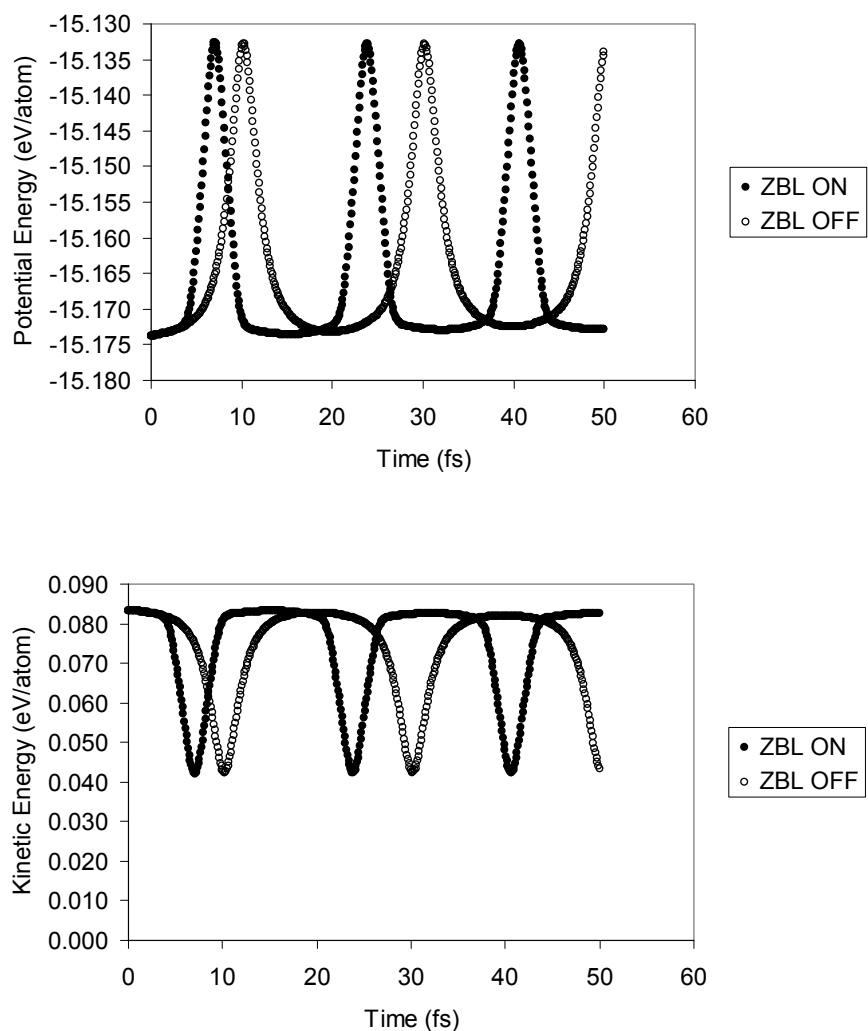 -15.130
-15.135
-15.140
-15.145
-15.150
-15.155
-15.160
-15.165
-15.170
-15.175
-15.180
Potential Energy (eV/atom)
0 10 20 30 40 50 60
Time (fs)
ZBL ON
ZBL OFF
0.090
0.080
0.070
0.060
0.050
0.040
0.030
0.020
0.010
0.000
Kinetic Energy (eV/atom)
0 10 20 30 40 50 60
Time (fs)
ZBL ON
ZBL OFF